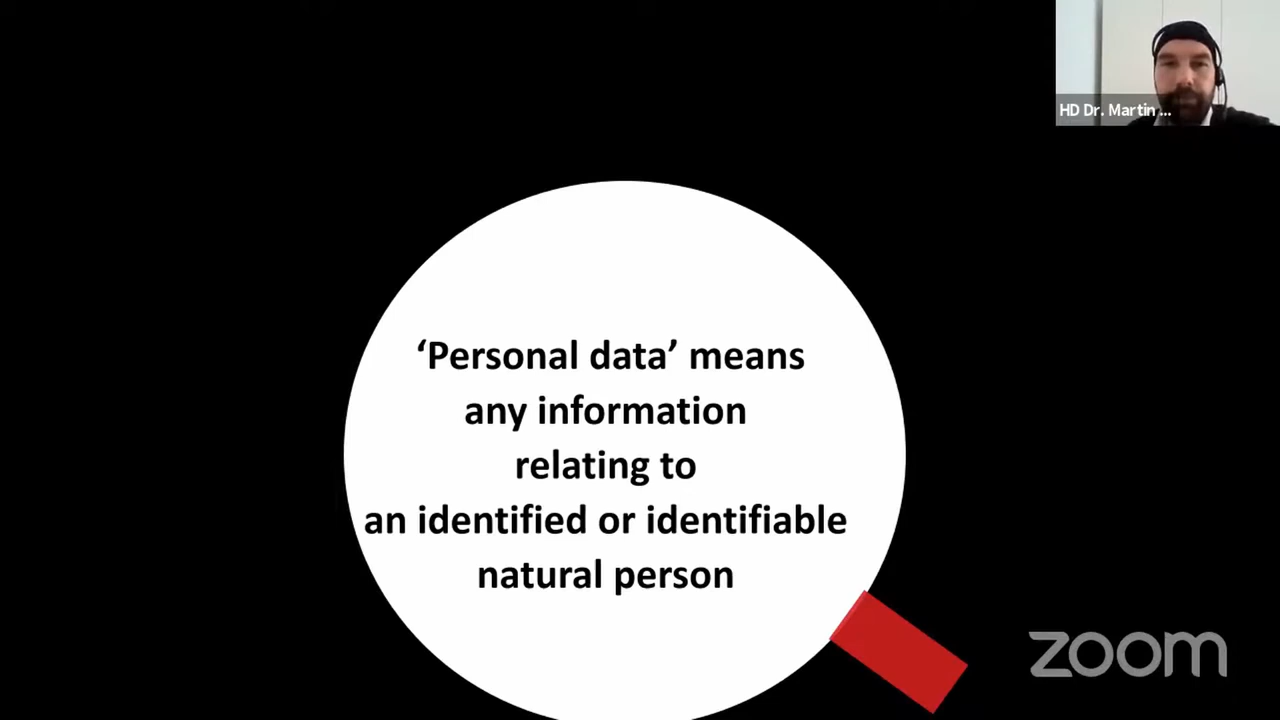 HD Dr. Martin ...
‘Personal data’ means
any information
relating to
an identified or identifiable
natural person
zoom